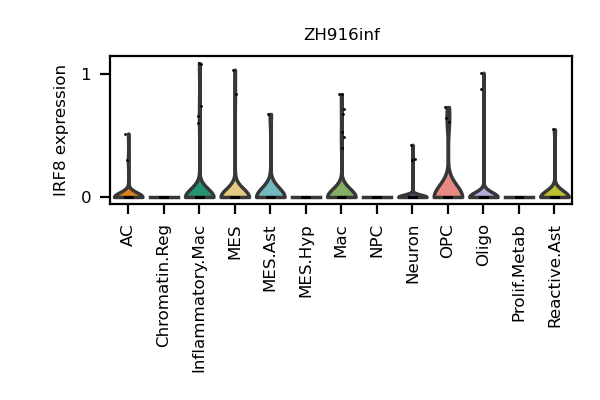 ZH916inf
IRF8 expression
1
0
AC
Chromatin.Reg
Inflammatory.Mac
MES
MES.Ast
MES.Hyp
Mac
NPC
Neuron
OPC
Oligo
Prolif.Metab
Reactive.Ast